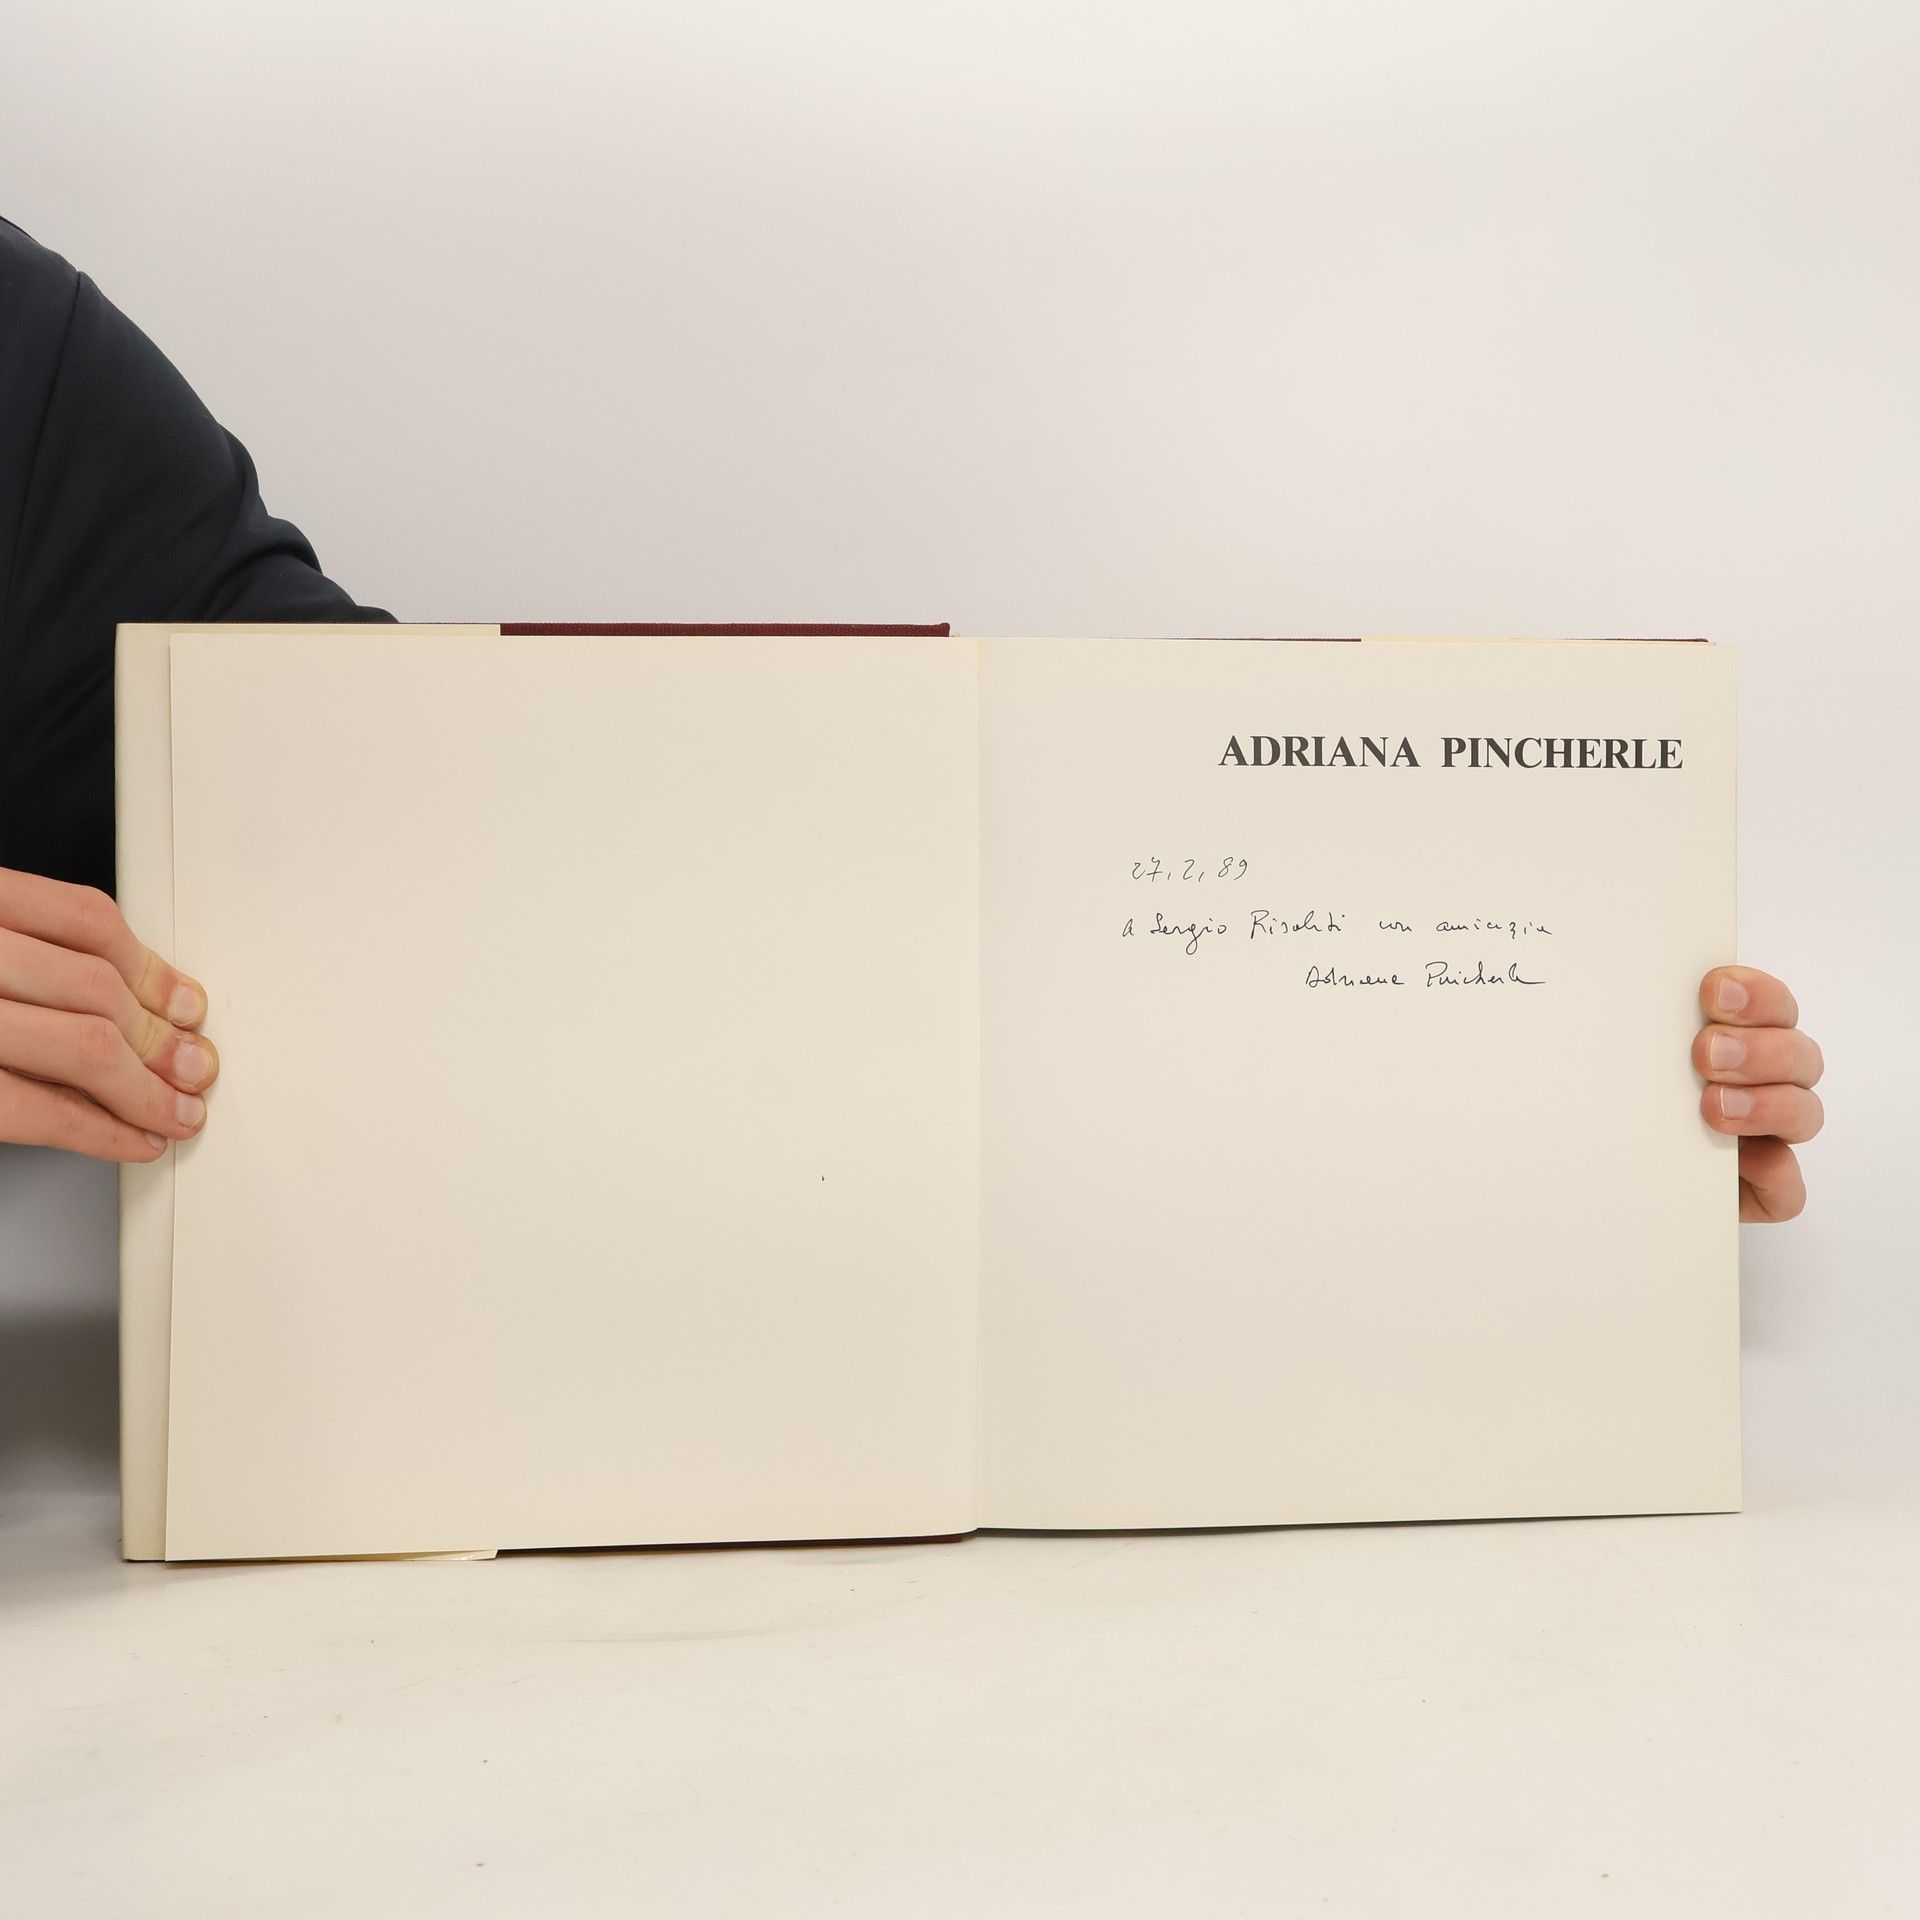 ADRIANA PINCHERLE
27. 2, 89
a Sergio Risaliti con amicizia
Adriana Pincherle